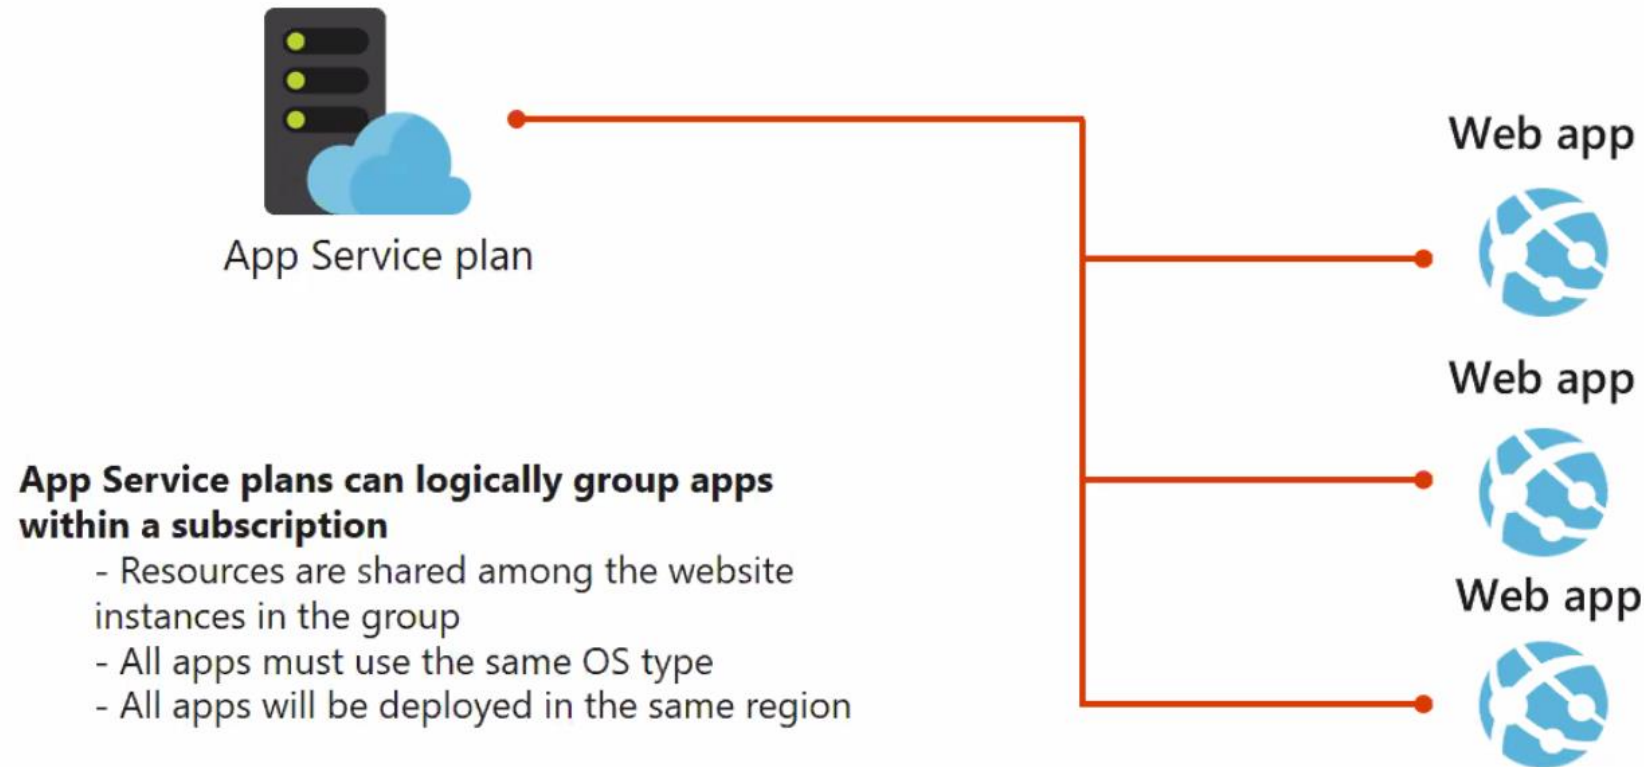 Web app
App Service plan
Web app
App Service plans can logically group apps
within a subscription
- Resources are shared among the website
instances in the group
- All apps must use the same OS type
- All apps will be deployed in the same region
Web app